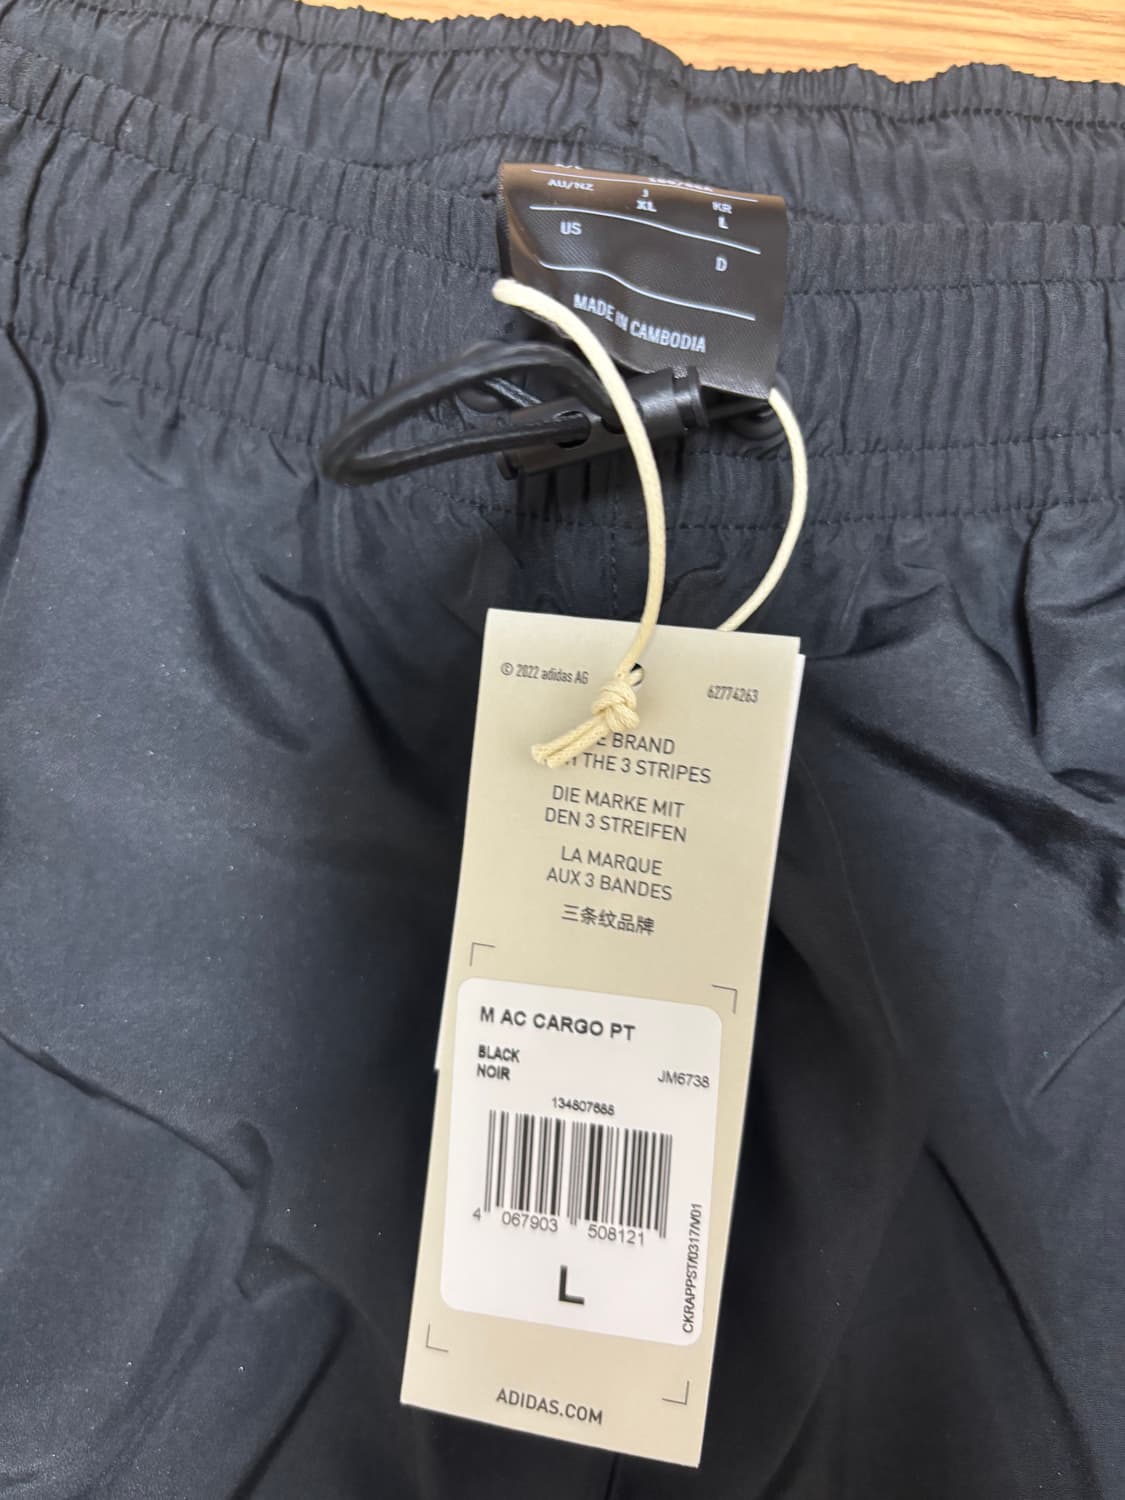 AU/NZ
J
XL
KR
L
US
D
MADE IN CAMBODIA
© 2022 adidas AG
62774263
BRAND
THE 3 STRIPES
DIE MARKE MIT
DEN 3 STREIFEN
LA MARQUE
AUX 3 BANDES
三条纹品牌
M AC CARGO PT
BLACK
NOIR
JM6738
134807688
4 067903 508121
L
CKRAPPST/0317/V01
ADIDAS.COM